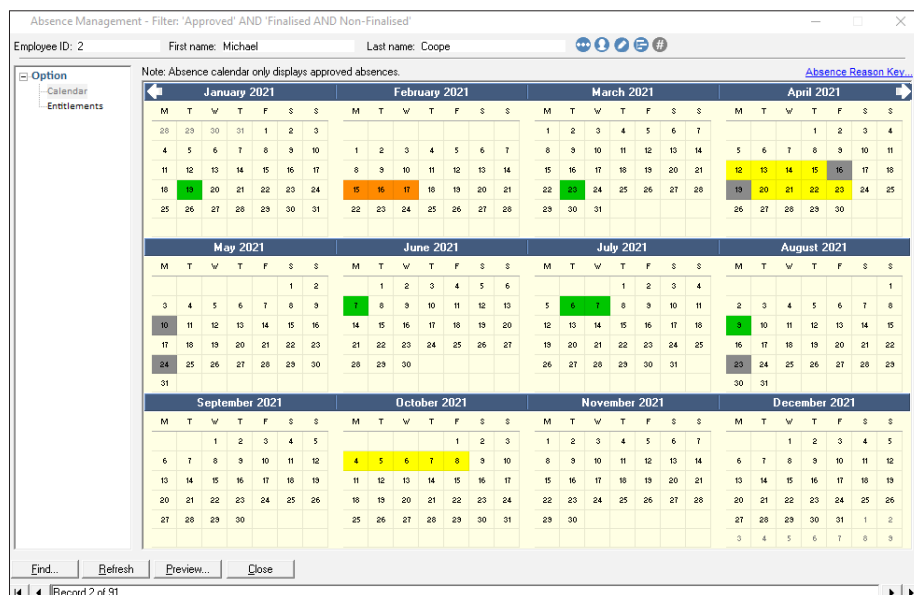 Absence Management - Filter: 'Approved' AND 'Finalised AND Non-Finalised'
Employee ID: 2 First name: Michael Last name: Coope
Option
Calendar
Entitlements
Note: Absence calendar only displays approved absences. Absence Reason Key...
January 2021 February 2021 March 2021 April 2021
M T W T F S S M T W T F S S M T W T F S S M T W T F S S
28 29 30 31 1 2 3 1 2 3 4 5 6 7 1 2 3 4
4 5 6 7 8 9 10 1 2 3 4 5 6 7 8 9 10 11 12 13 14 5 6 7 8 9 10 11
11 12 13 14 15 16 17 8 9 10 11 12 13 14 15 16 17 18 19 20 21 12 13 14 15 16 17 18
18 19 20 21 22 23 24 15 16 17 18 19 20 21 22 23 24 25 26 27 28 19 20 21 22 23 24 25
25 26 27 28 29 30 31 22 23 24 25 26 27 28 29 30 31 26 27 28 29 30
May 2021 June 2021 July 2021 August 2021
M T W T F S S M T W T F S S M T W T F S S M T W T F S S
1 2 1 2 3 4 5 6 1 2 3 4 1
3 4 5 6 7 8 9 7 8 9 10 11 12 13 5 6 7 8 9 10 11 2 3 4 5 6 7 8
10 11 12 13 14 15 16 14 15 16 17 18 19 20 12 13 14 15 16 17 18 9 10 11 12 13 14 15
17 18 19 20 21 22 23 21 22 23 24 25 26 27 19 20 21 22 23 24 25 16 17 18 19 20 21 22
24 25 26 27 28 29 30 28 29 30 26 27 28 29 30 31 23 24 25 26 27 28 29
31 30 31
September 2021 October 2021 November 2021 December 2021
M T W T F S S M T W T F S S M T W T F S S M T W T F S S
1 2 3 4 5 1 2 3 1 2 3 4 5 6 7 1 2 3 4 5
6 7 8 9 10 11 12 4 5 6 7 8 9 10 8 9 10 11 12 13 14 6 7 8 9 10 11 12
13 14 15 16 17 18 19 11 12 13 14 15 16 17 15 16 17 18 19 20 21 13 14 15 16 17 18 19
20 21 22 23 24 25 26 18 19 20 21 22 23 24 22 23 24 25 26 27 28 20 21 22 23 24 25 26
27 28 29 30 25 26 27 28 29 30 31 29 30 27 28 29 30 31 1 2
3 4 5 6 7 8 9
Find... Refresh Preview... Close
Record 2 of 91